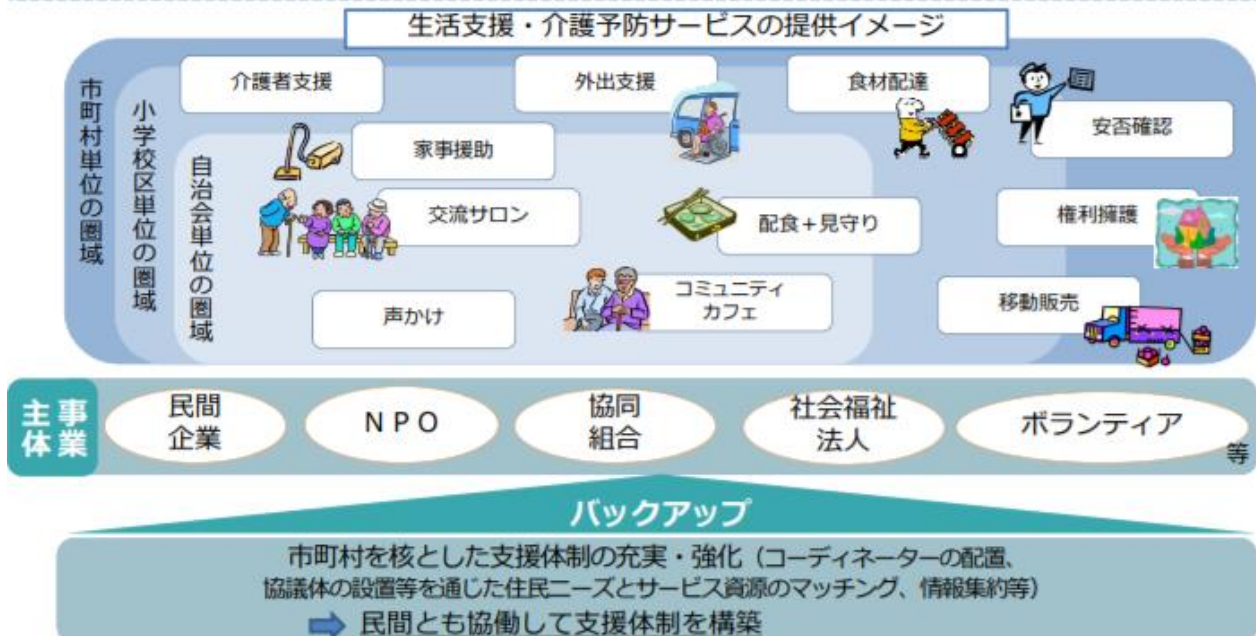 生活支援・介護予防サービスの提供イメージ
市町村単位の圏域
小学校区単位の圏域
自治会単位の圏域
介護者支援
外出支援
食材配達
安否確認
家事援助
交流サロン
配食+見守り
権利擁護
声かけ
コミュニティ
カフェ
移動販売
事業
主体
民間
企業
NPO
協同
組合
社会福祉
法人
ボランティア
等
バックアップ
市町村を核とした支援体制の充実・強化(コーディネーターの配置、
協議体の設置等を通じた住民ニーズとサービス資源のマッチング、情報集約等)
➡ 民間とも協働して支援体制を構築